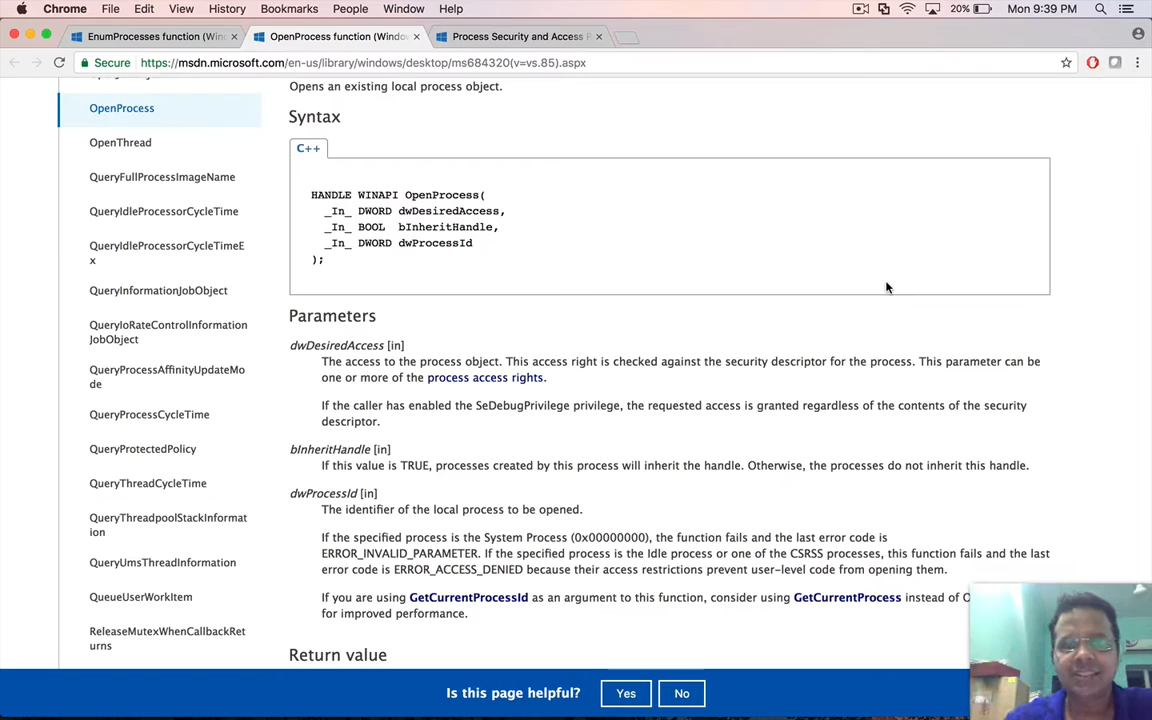 Chrome File Edit View History Bookmarks People Window Help 20% Mon 9:39 PM
EnumProcesses function (Win × OpenProcess function (Windo × Process Security and Access ×
Secure https://msdn.microsoft.com/en-us/library/windows/desktop/ms684320(v=vs.85).aspx
OpenProcess
OpenThread
QueryFullProcessImageName
QueryIdleProcessorCycleTime
QueryIdleProcessorCycleTimeE
x
QueryInformationJobObject
QueryIoRateControlInformation
JobObject
QueryProcessAffinityUpdateMo
de
QueryProcessCycleTime
QueryProtectedPolicy
QueryThreadCycleTime
QueryThreadpoolStackInformat
ion
QueryUmsThreadInformation
QueueUserWorkItem
ReleaseMutexWhenCallbackRet
urns
Opens an existing local process object.
Syntax
C++
HANDLE WINAPI OpenProcess(
_In_ DWORD dwDesiredAccess,
_In_ BOOL bInheritHandle,
_In_ DWORD dwProcessId
);
Parameters
dwDesiredAccess [in]
The access to the process object. This access right is checked against the security descriptor for the process. This parameter can be
one or more of the process access rights.
If the caller has enabled the SeDebugPrivilege privilege, the requested access is granted regardless of the contents of the security
descriptor.
bInheritHandle [in]
If this value is TRUE, processes created by this process will inherit the handle. Otherwise, the processes do not inherit this handle.
dwProcessId [in]
The identifier of the local process to be opened.
If the specified process is the System Process (0x00000000), the function fails and the last error code is
ERROR_INVALID_PARAMETER. If the specified process is the Idle process or one of the CSRSS processes, this function fails and the last
error code is ERROR_ACCESS_DENIED because their access restrictions prevent user-level code from opening them.
If you are using GetCurrentProcessId as an argument to this function, consider using GetCurrentProcess instead of O
for improved performance.
Return value
Is this page helpful? Yes No